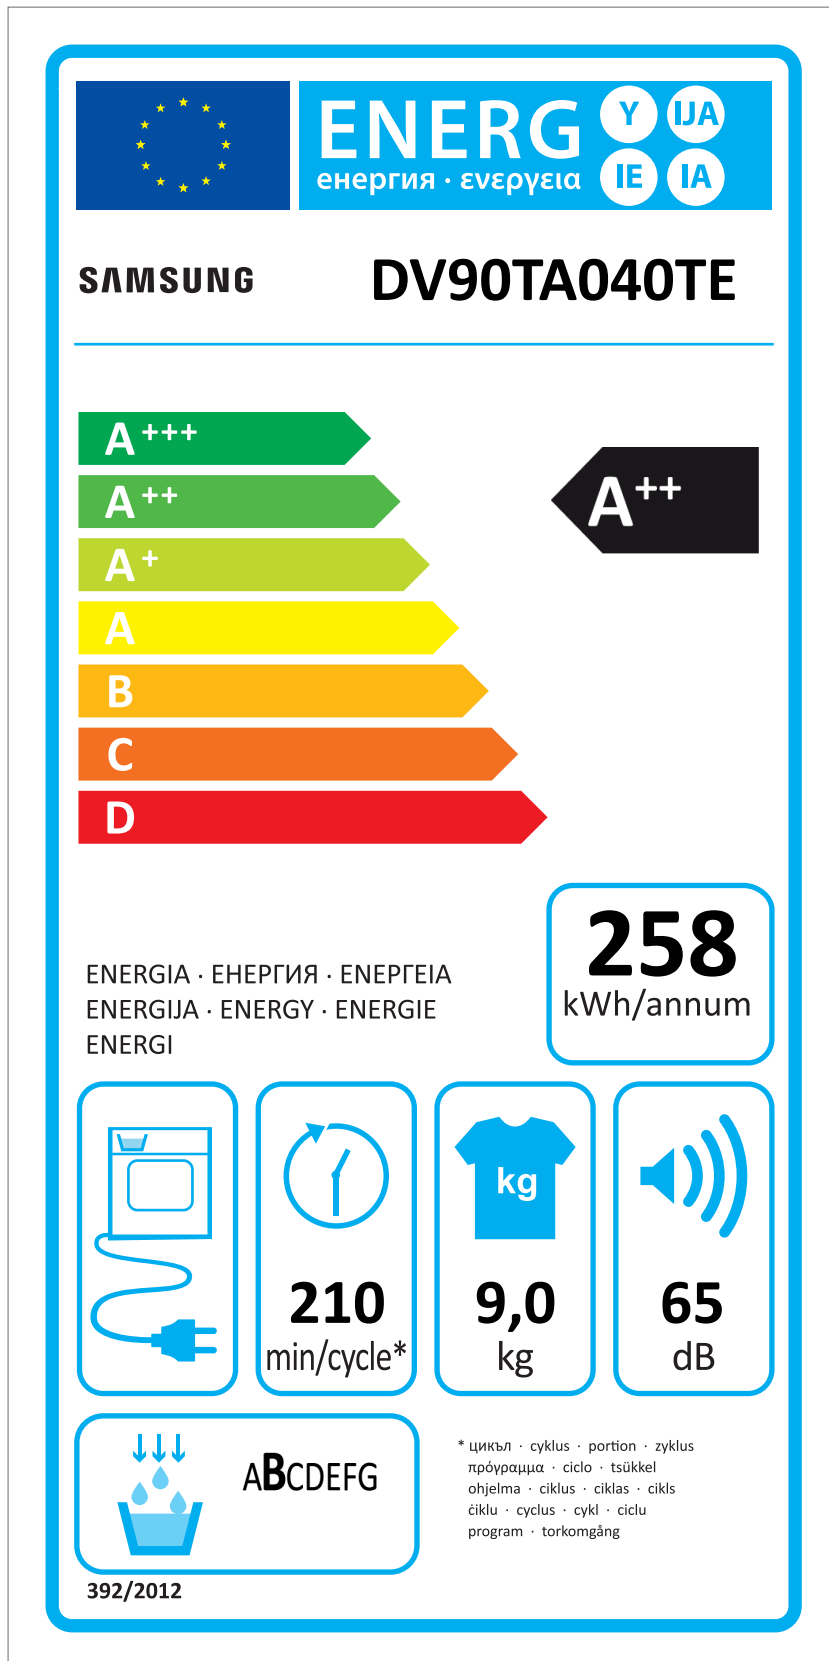 ENERG Y IJA
енергия · ενεργεια IE IA
SAMSUNG DV90TA040TE
A+++
A++
A++
A+
A
B
C
D
258
kWh/annum
ENERGIA · ЕНЕРГИЯ · ΕΝΕΡΓΕΙΑ
ENERGIJA · ENERGY · ENERGIE
ENERGI
kg
210
min/cycle*
9,0
kg
65
dB
ABCDEFG
* цикъл · cyklus · portion · zyklus
πρόγραμμα · ciclo · tsükkel
ohjelma · ciklus · ciklas · cikls
ċiklu · cyclus · cykl · ciclu
program · torkomgång
392/2012